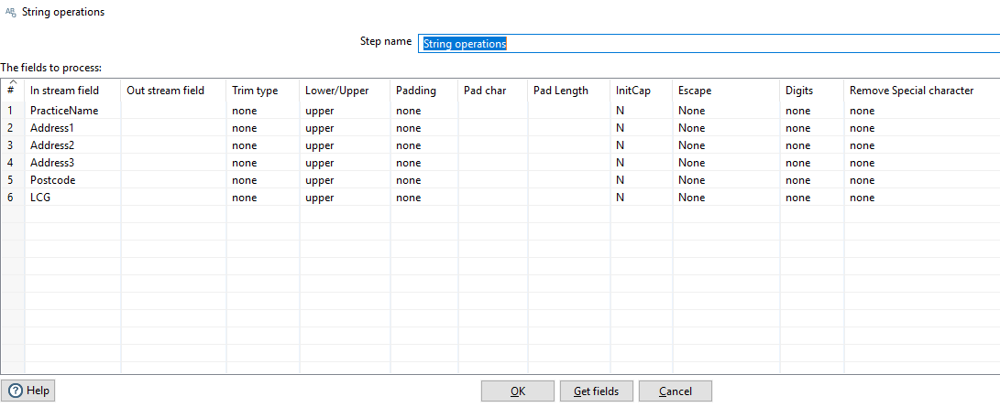 String operations
Step name String operations
The fields to process:
# In stream field Out stream field Trim type Lower/Upper Padding Pad char Pad Length InitCap Escape Digits Remove Special character
1 PracticeName none upper none N None none none
2 Address1 none upper none N None none none
3 Address2 none upper none N None none none
4 Address3 none upper none N None none none
5 Postcode none upper none N None none none
6 LCG none upper none N None none none
Help OK Get fields Cancel